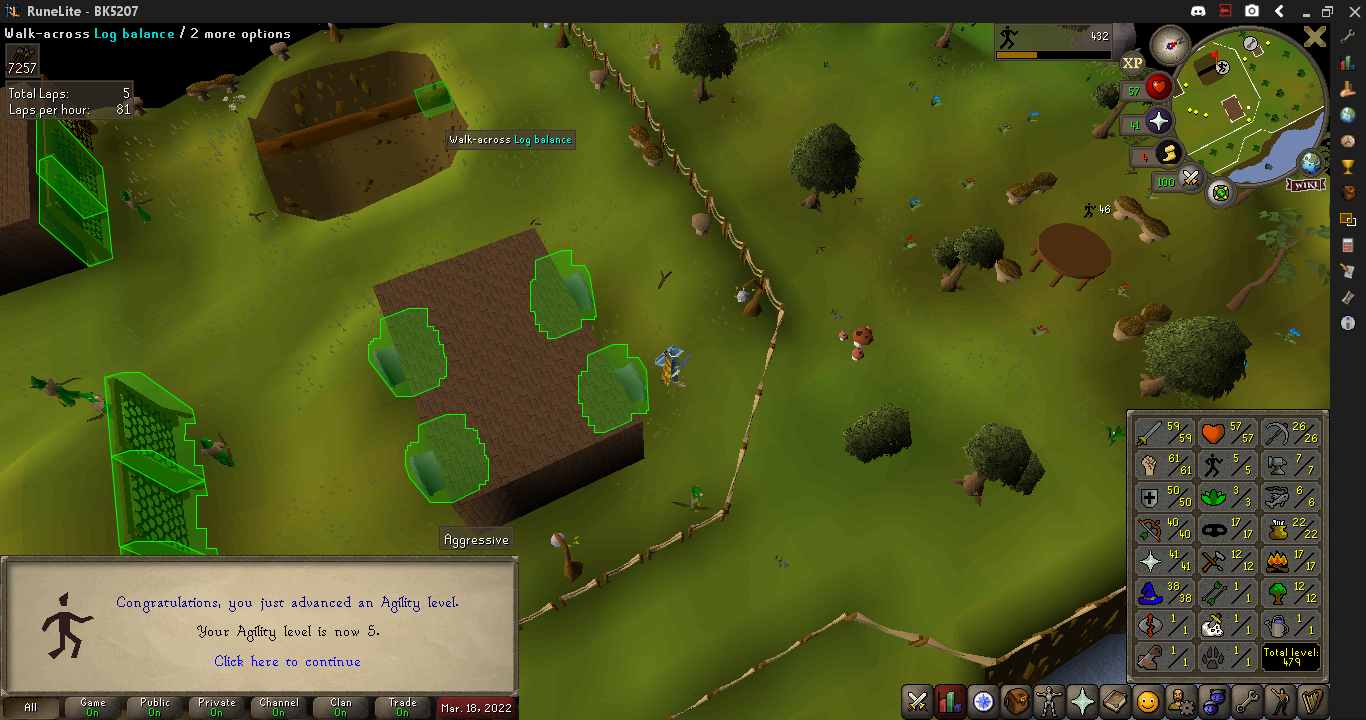 RuneLite - BK5207
Walk-across Log balance / 2 more options
7257
Total Laps: 5
Laps per hour: 81
432
XP
57
41
4
100
WIKI
Walk-across Log balance
46
Aggressive
59 59 57 57 26 26
61 61 5 5 7 7
50 50 3 3 6 6
40 40 17 17 22 22
41 41 12 12 17 17
38 38 1 1 12 12
1 1 1 1 1 1
1 1 1 1 Total level:
479
Congratulations, you just advanced an Agility level.
Your Agility level is now 5.
Click here to continue
All Game On Public On Private On Channel On Clan On Trade On Mar. 18, 2022